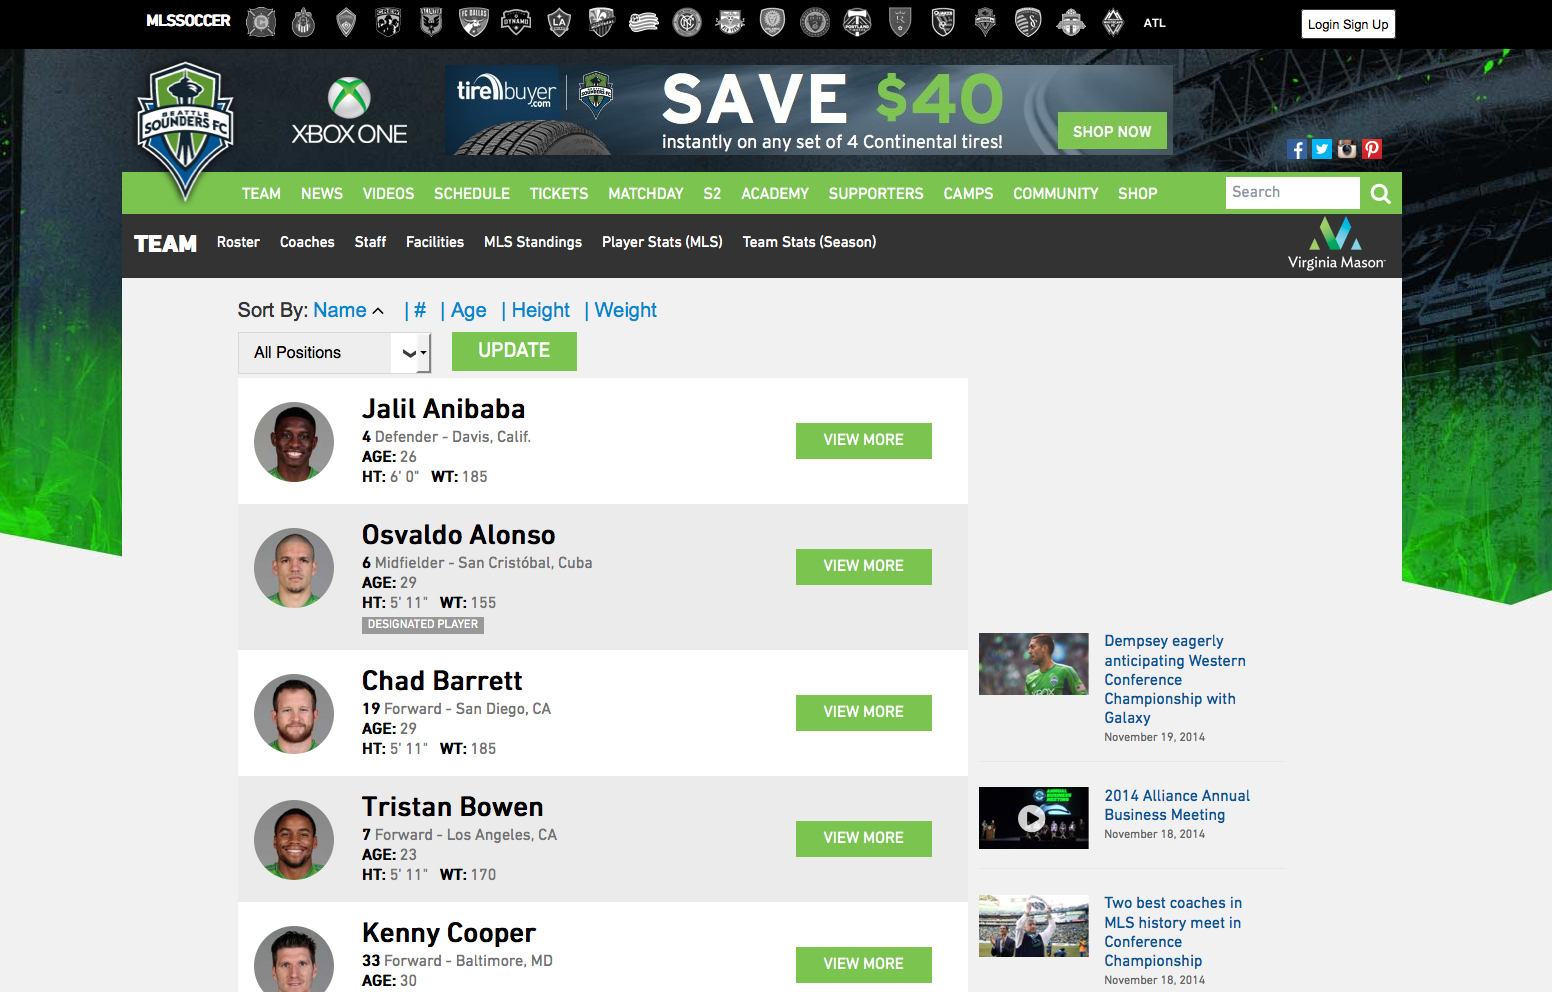 MLSSOCCER
ATL
Login Sign Up
SEATTLE
SOUNDERS FC
XBOX ONE
tirebuyer
.com
SAVE $40
instantly on any set of 4 Continental tires!
SHOP NOW
TEAM NEWS VIDEOS SCHEDULE TICKETS MATCHDAY S2 ACADEMY SUPPORTERS CAMPS COMMUNITY SHOP
Search
TEAM Roster Coaches Staff Facilities MLS Standings Player Stats (MLS) Team Stats (Season)
Virginia Mason
Sort By: Name | # | Age | Height | Weight
All Positions
UPDATE
Jalil Anibaba
4 Defender - Davis, Calif.
AGE: 26
HT: 6' 0" WT: 185
VIEW MORE
Osvaldo Alonso
6 Midfielder - San Cristóbal, Cuba
AGE: 29
HT: 5' 11" WT: 155
DESIGNATED PLAYER
VIEW MORE
Chad Barrett
19 Forward - San Diego, CA
AGE: 29
HT: 5' 11" WT: 185
VIEW MORE
Tristan Bowen
7 Forward - Los Angeles, CA
AGE: 23
HT: 5' 11" WT: 170
VIEW MORE
Kenny Cooper
33 Forward - Baltimore, MD
AGE: 30
VIEW MORE
Dempsey eagerly
anticipating Western
Conference
Championship with
Galaxy
November 19, 2014
2014 Alliance Annual
Business Meeting
November 18, 2014
Two best coaches in
MLS history meet in
Conference
Championship
November 18, 2014